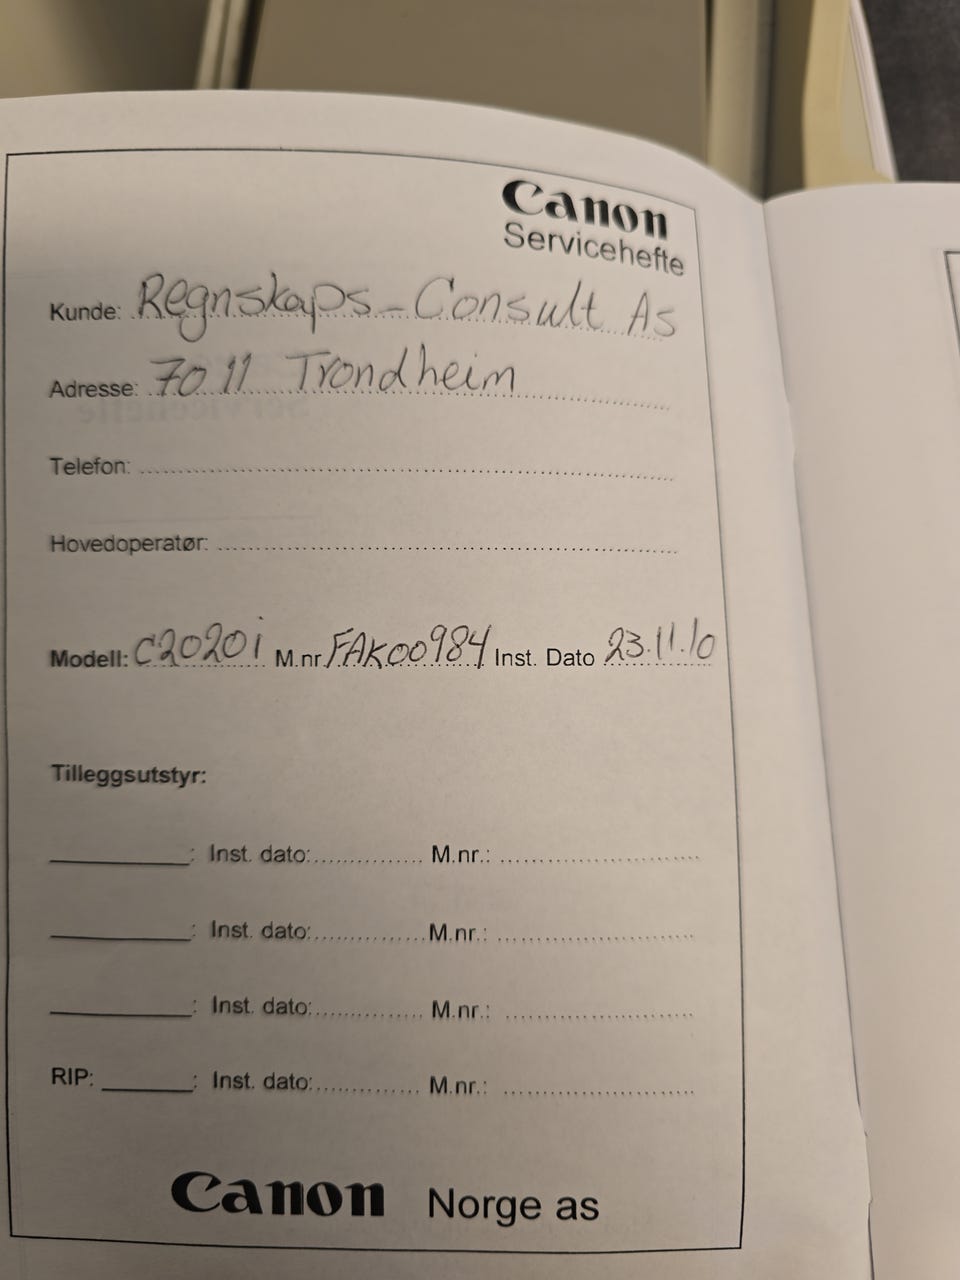 Canon
Servicehefte
Kunde: Regnskaps-Consult As
Adresse: 7011 Trondheim
Telefon:
Hovedoperatør:
Modell: C2020i M.nr FAK00984 Inst. Dato 23.11.10
Tilleggsutstyr:
: Inst. dato: M.nr.:
: Inst. dato: M.nr.:
: Inst. dato: M.nr.:
RIP: : Inst. dato: M.nr.:
Canon Norge as